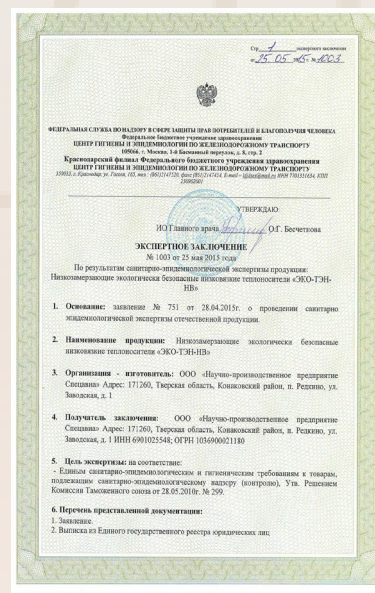 Стр. 1 экспертного заключения
от 25.05 2015г. № 1003
ФЕДЕРАЛЬНАЯ СЛУЖБА ПО НАДЗОРУ В СФЕРЕ ЗАЩИТЫ ПРАВ ПОТРЕБИТЕЛЕЙ И БЛАГОПОЛУЧИЯ ЧЕЛОВЕКА
Федеральное бюджетное учреждение здравоохранения
ЦЕНТР ГИГИЕНЫ И ЭПИДЕМИОЛОГИИ ПО ЖЕЛЕЗНОДОРОЖНОМУ ТРАНСПОРТУ
105066, г. Москва, 1-й Басманный переулок, д. 8, стр. 2
Краснодарский филиал Федерального бюджетного учреждения здравоохранения
ЦЕНТР ГИГИЕНЫ И ЭПИДЕМИОЛОГИИ ПО ЖЕЛЕЗНОДОРОЖНОМУ ТРАНСПОРТУ
г. Краснодар, ул. Гоголя, E-mail ИНН КПП
УТВЕРЖДАЮ:
ИО Главного врача О.Г. Бесчеткова
ЭКСПЕРТНОЕ ЗАКЛЮЧЕНИЕ
№ 1003 от 25 мая 2015 года
По результатам санитарно-эпидемиологической экспертизы продукции:
Низкозамерзающие экологически безопасные низковязкие теплоносители «ЭКО-ТЭН-
НВ»
1. Основание: заявление № 751 от 28.04.2015г. о проведении санитарно
эпидемиологической экспертизы отечественной продукции.
2. Наименование продукции: Низкозамерзающие экологически безопасные
низковязкие теплоносители «ЭКО-ТЭН-НВ»
3. Организация - изготовитель: ООО «Научно-производственное предприятие
Спецавиа» Адрес: 171260, Тверская область, Конаковский район, п. Редкино, ул.
Заводская, д. 1
4. Получатель заключения: ООО «Научно-производственное предприятие
Спецавиа» Адрес: 171260, Тверская область, Конаковский район, п. Редкино, ул.
Заводская, д. 1 ИНН 6901025548; ОГРН 1036900021180
5. Цель экспертизы: на соответствие:
- Единым санитарно-эпидемиологическим и гигиеническим требованиям к товарам,
подлежащим санитарно-эпидемиологическому надзору (контролю), Утв. Решением
Комиссии Таможенного союза от 28.05.2010г. № 299.
6. Перечень представленной документации:
1. Заявление.
2. Выписка из Единого государственного реестра юридических лиц